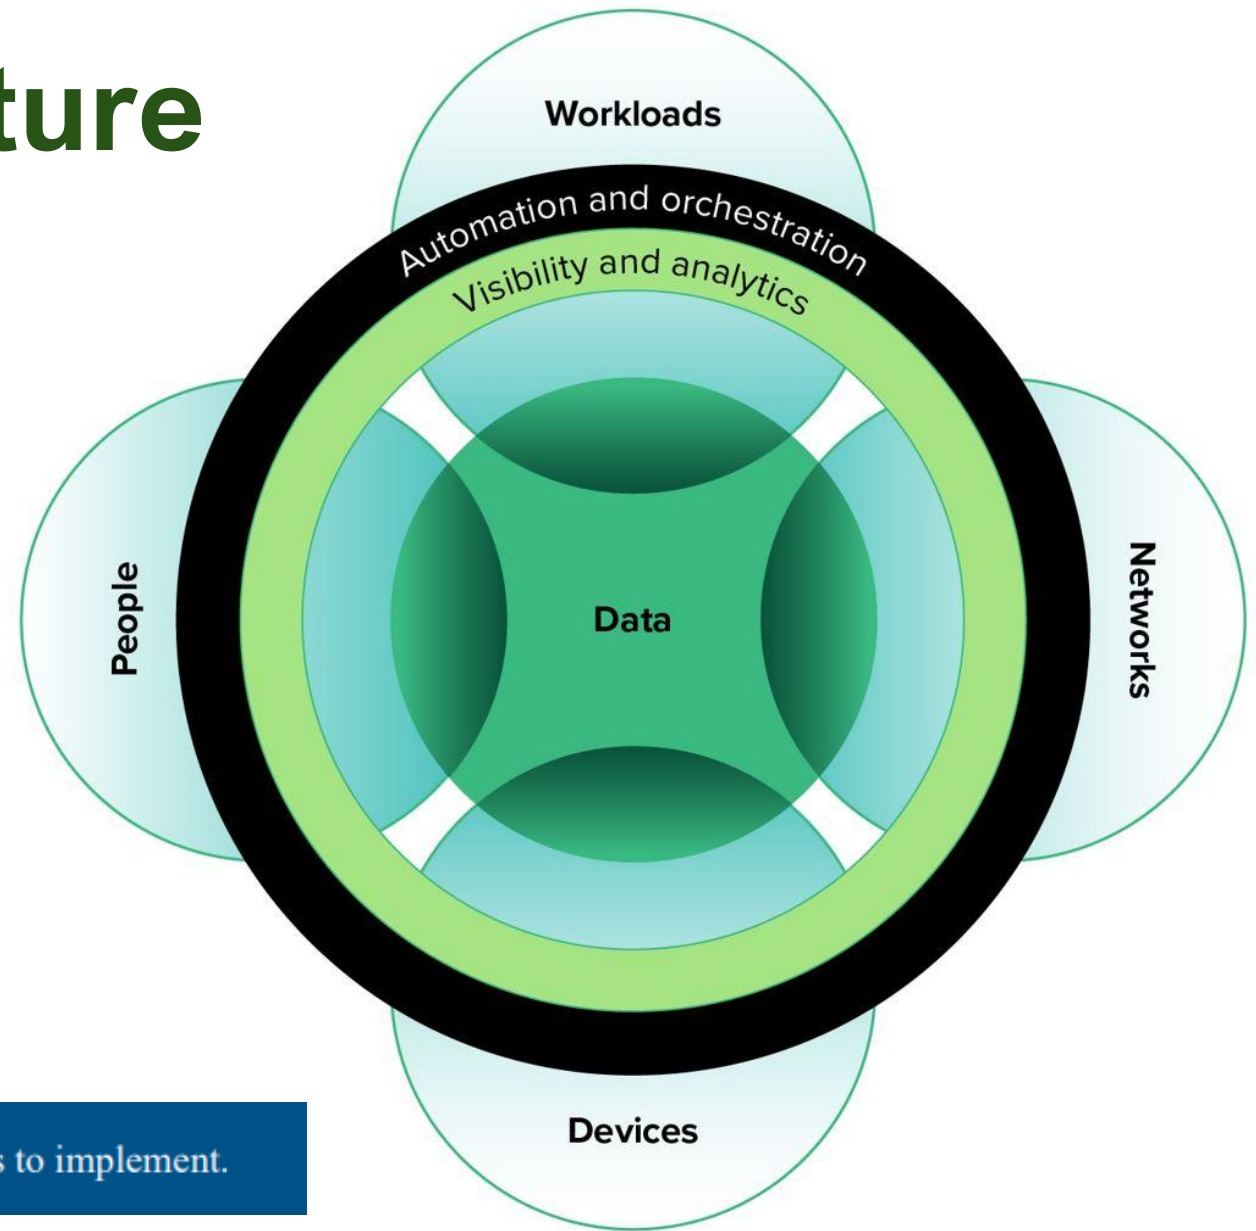 ture
Workloads
Automation and orchestration
Visibility and analytics
People
Data
Networks
Devices
s to implement.